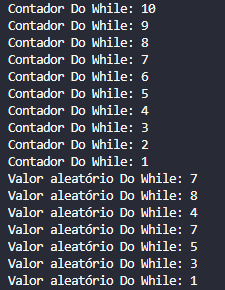 Contador Do While: 10
Contador Do While: 9
Contador Do While: 8
Contador Do While: 7
Contador Do While: 6
Contador Do While: 5
Contador Do While: 4
Contador Do While: 3
Contador Do While: 2
Contador Do While: 1
Valor aleatório Do While: 7
Valor aleatório Do While: 8
Valor aleatório Do While: 4
Valor aleatório Do While: 7
Valor aleatório Do While: 5
Valor aleatório Do While: 3
Valor aleatório Do While: 1